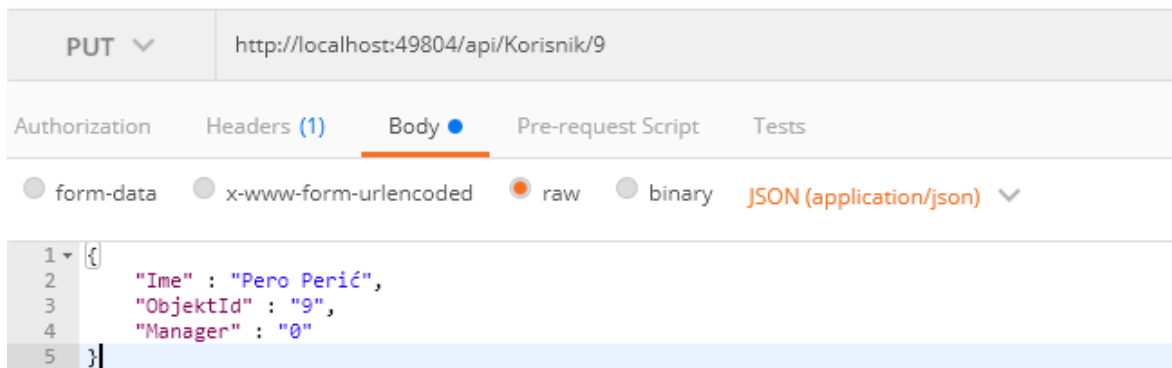 PUT http://localhost:49804/api/Korisnik/9
Authorization Headers (1) Body Pre-request Script Tests
form-data x-www-form-urlencoded raw binary JSON (application/json)
1 {
2 "Ime" : "Pero Perić",
3 "ObjektId" : "9",
4 "Manager" : "0"
5 }